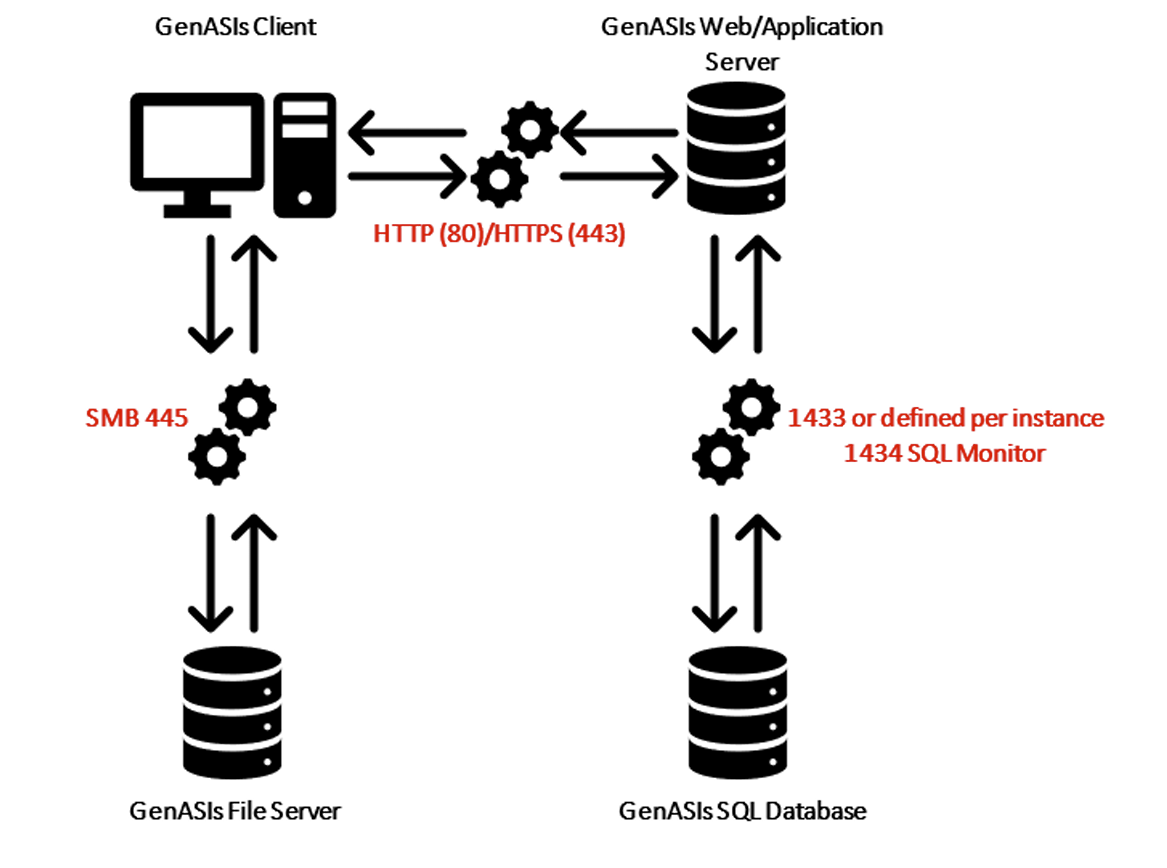 GenASIs Client
GenASIs Web/Application
Server
HTTP (80)/HTTPS (443)
SMB 445
1433 or defined per instance
1434 SQL Monitor
GenASIs File Server
GenASIs SQL Database